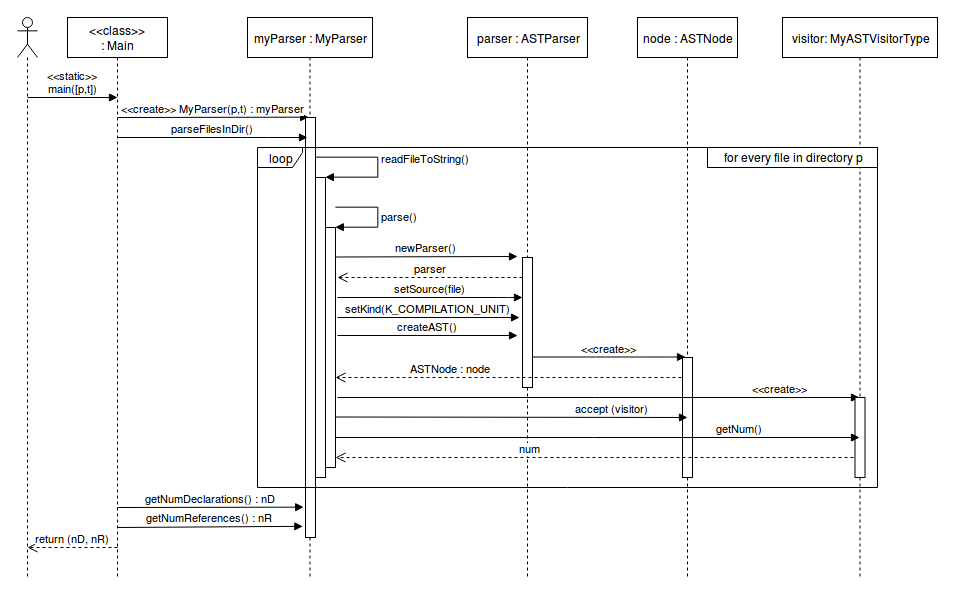 <<class>>
: Main
myParser : MyParser
parser : ASTParser
node : ASTNode
visitor: MyASTVisitorType
<<static>>
main([p,t])
<<create>> MyParser(p,t) : myParser
parseFilesInDir()
loop
for every file in directory p
readFileToString()
parse()
newParser()
parser
setSource(file)
setKind(K_COMPILATION_UNIT)
createAST()
<<create>>
ASTNode : node
<<create>>
accept (visitor)
getNum()
num
getNumDeclarations() : nD
getNumReferences() : nR
return (nD, nR)